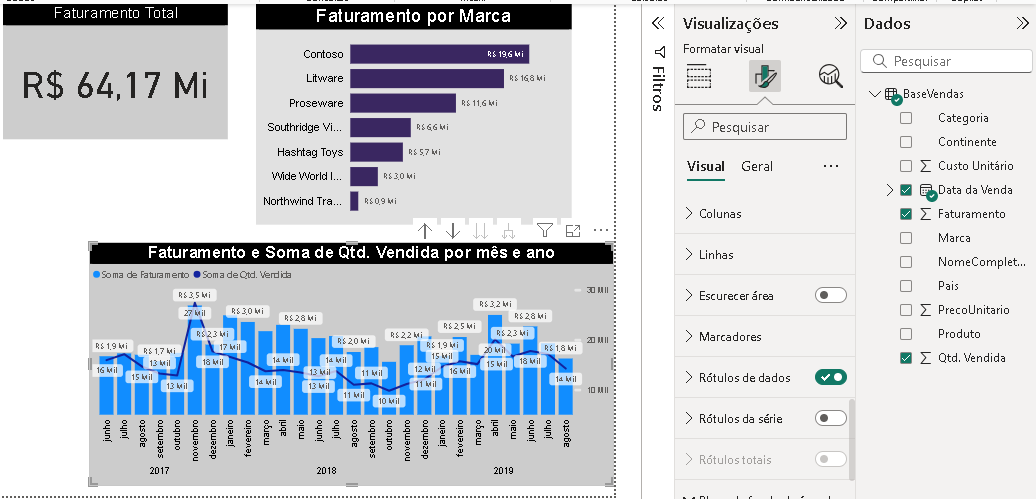 Faturamento Total
R$ 64,17 Mi
Faturamento por Marca
Contoso
R$ 19,6 Mi
Litware
R$ 16,8 Mi
Proseware
R$ 11,6 Mi
Southridge Vi...
R$ 6,6 Mi
Hashtag Toys
R$ 5,7 Mi
Wide World I...
R$ 3,0 Mi
Northwind Tra...
R$ 0,9 Mi
Faturamento e Soma de Qtd. Vendida por mês e ano
Soma de Faturamento
Soma de Qtd. Vendida
30 Mil
20 Mil
10 Mil
R$ 1,9 Mi
16 Mil
15 Mil
R$ 1,7 Mi
13 Mil
13 Mil
R$ 3,5 Mi
27 Mil
R$ 2,3 Mi
18 Mil
17 Mil
R$ 3,0 Mi
14 Mil
R$ 2,8 Mi
14 Mil
13 Mil
13 Mil
14 Mil
R$ 2,0 Mi
11 Mil
11 Mil
10 Mil
R$ 2,2 Mi
12 Mil
11 Mil
R$ 1,9 Mi
15 Mil
R$ 2,5 Mi
16 Mil
R$ 3,2 Mi
20 Mil
15 Mil
R$ 2,3 Mi
R$ 2,8 Mi
18 Mil
R$ 1,8 Mi
14 Mil
junho
julho
agosto
setembro
outubro
novembro
dezembro
janeiro
fevereiro
março
abril
maio
junho
julho
agosto
setembro
outubro
novembro
dezembro
janeiro
fevereiro
março
abril
maio
junho
julho
agosto
2017
2018
2019
Filtros
Visualizações
Formatar visual
Pesquisar
Visual
Geral
...
Colunas
Linhas
Escurecer área
Marcadores
Rótulos de dados
Rótulos da série
Rótulos totais
Dados
Pesquisar
BaseVendas
Categoria
Continente
Custo Unitário
Data da Venda
Faturamento
Marca
NomeComplet...
Pais
PrecoUnitario
Produto
Qtd. Vendida